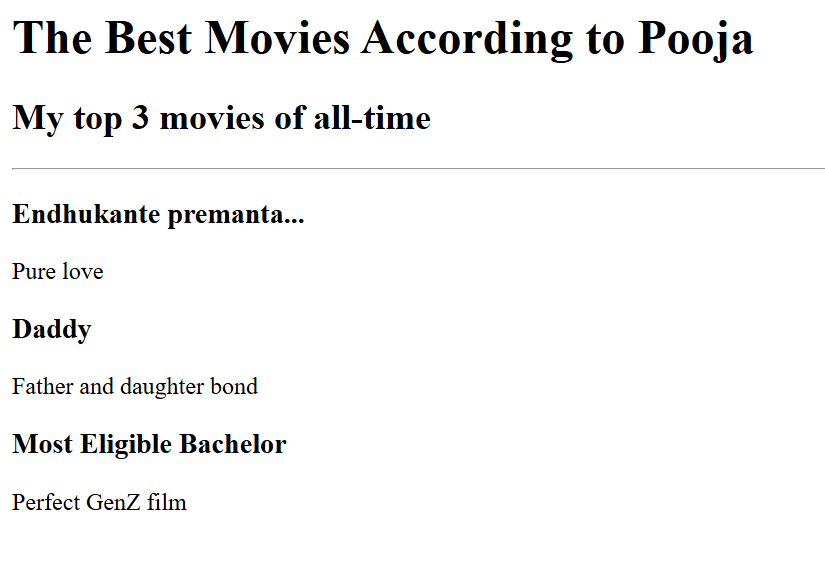 The Best Movies According to Pooja
My top 3 movies of all-time
Endhukante premanta...
Pure love
Daddy
Father and daughter bond
Most Eligible Bachelor
Perfect GenZ film